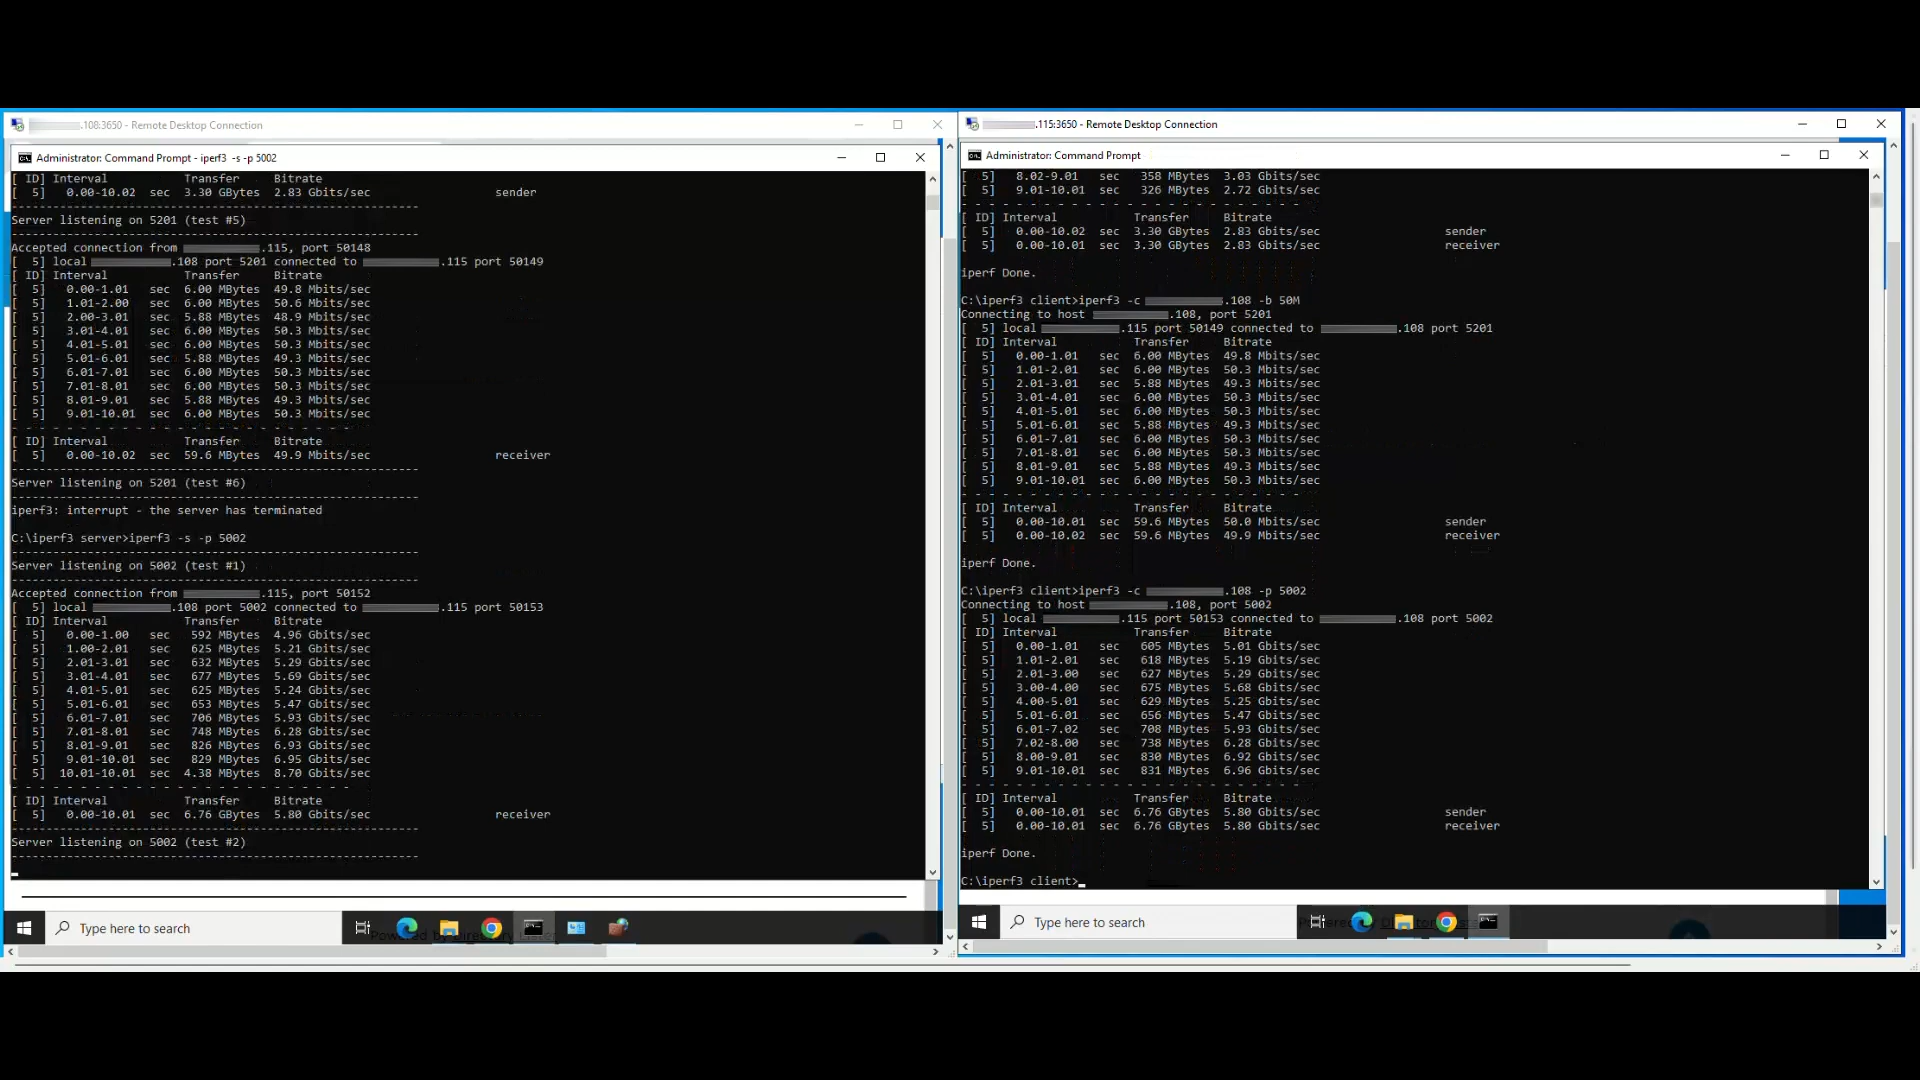 .108:3650 - Remote Desktop Connection
Administrator: Command Prompt - iperf3 -s -p 5002
[ ID] Interval Transfer Bitrate
[ 5] 0.00-10.02 sec 3.30 GBytes 2.83 Gbits/sec sender
-----------------------------------------------------------
Server listening on 5201 (test #5)
-----------------------------------------------------------
Accepted connection from .115, port 50148
[ 5] local .108 port 5201 connected to .115 port 50149
[ ID] Interval Transfer Bitrate
[ 5] 0.00-1.01 sec 6.00 MBytes 49.8 Mbits/sec
[ 5] 1.01-2.00 sec 6.00 MBytes 50.6 Mbits/sec
[ 5] 2.00-3.01 sec 5.88 MBytes 48.9 Mbits/sec
[ 5] 3.01-4.01 sec 6.00 MBytes 50.3 Mbits/sec
[ 5] 4.01-5.01 sec 6.00 MBytes 50.3 Mbits/sec
[ 5] 5.01-6.01 sec 5.88 MBytes 49.3 Mbits/sec
[ 5] 6.01-7.01 sec 6.00 MBytes 50.3 Mbits/sec
[ 5] 7.01-8.01 sec 6.00 MBytes 50.3 Mbits/sec
[ 5] 8.01-9.01 sec 5.88 MBytes 49.3 Mbits/sec
[ 5] 9.01-10.01 sec 6.00 MBytes 50.3 Mbits/sec
- - - - - - - - - - - - - - - - - - - - - - - - -
[ ID] Interval Transfer Bitrate
[ 5] 0.00-10.02 sec 59.6 MBytes 49.9 Mbits/sec receiver
-----------------------------------------------------------
Server listening on 5201 (test #6)
-----------------------------------------------------------
iperf3: interrupt - the server has terminated
C:\iperf3 server>iperf3 -s -p 5002
-----------------------------------------------------------
Server listening on 5002 (test #1)
-----------------------------------------------------------
Accepted connection from .115, port 50152
[ 5] local .108 port 5002 connected to .115 port 50153
[ ID] Interval Transfer Bitrate
[ 5] 0.00-1.00 sec 592 MBytes 4.96 Gbits/sec
[ 5] 1.00-2.01 sec 625 MBytes 5.21 Gbits/sec
[ 5] 2.01-3.01 sec 632 MBytes 5.29 Gbits/sec
[ 5] 3.01-4.01 sec 677 MBytes 5.69 Gbits/sec
[ 5] 4.01-5.01 sec 625 MBytes 5.24 Gbits/sec
[ 5] 5.01-6.01 sec 653 MBytes 5.47 Gbits/sec
[ 5] 6.01-7.01 sec 706 MBytes 5.93 Gbits/sec
[ 5] 7.01-8.01 sec 748 MBytes 6.28 Gbits/sec
[ 5] 8.01-9.01 sec 826 MBytes 6.93 Gbits/sec
[ 5] 9.01-10.01 sec 829 MBytes 6.95 Gbits/sec
[ 5] 10.01-10.01 sec 4.38 MBytes 8.70 Gbits/sec
- - - - - - - - - - - - - - - - - - - - - - - - -
[ ID] Interval Transfer Bitrate
[ 5] 0.00-10.01 sec 6.76 GBytes 5.80 Gbits/sec receiver
-----------------------------------------------------------
Server listening on 5002 (test #2)
-----------------------------------------------------------
Type here to search
Powered by Directory
.115:3650 - Remote Desktop Connection
Administrator: Command Prompt
[ 5] 8.02-9.01 sec 358 MBytes 3.03 Gbits/sec
[ 5] 9.01-10.01 sec 326 MBytes 2.72 Gbits/sec
- - - - - - - - - - - - - - - - - - - - - - - - -
[ ID] Interval Transfer Bitrate
[ 5] 0.00-10.02 sec 3.30 GBytes 2.83 Gbits/sec sender
[ 5] 0.00-10.01 sec 3.30 GBytes 2.83 Gbits/sec receiver
iperf Done.
C:\iperf3 client>iperf3 -c .108 -b 50M
Connecting to host .108, port 5201
[ 5] local .115 port 50149 connected to .108 port 5201
[ ID] Interval Transfer Bitrate
[ 5] 0.00-1.01 sec 6.00 MBytes 49.8 Mbits/sec
[ 5] 1.01-2.01 sec 6.00 MBytes 50.3 Mbits/sec
[ 5] 2.01-3.01 sec 5.88 MBytes 49.3 Mbits/sec
[ 5] 3.01-4.01 sec 6.00 MBytes 50.3 Mbits/sec
[ 5] 4.01-5.01 sec 6.00 MBytes 50.3 Mbits/sec
[ 5] 5.01-6.01 sec 5.88 MBytes 49.3 Mbits/sec
[ 5] 6.01-7.01 sec 6.00 MBytes 50.3 Mbits/sec
[ 5] 7.01-8.01 sec 6.00 MBytes 50.3 Mbits/sec
[ 5] 8.01-9.01 sec 5.88 MBytes 49.3 Mbits/sec
[ 5] 9.01-10.01 sec 6.00 MBytes 50.3 Mbits/sec
- - - - - - - - - - - - - - - - - - - - - - - - -
[ ID] Interval Transfer Bitrate
[ 5] 0.00-10.01 sec 59.6 MBytes 50.0 Mbits/sec sender
[ 5] 0.00-10.02 sec 59.6 MBytes 49.9 Mbits/sec receiver
iperf Done.
C:\iperf3 client>iperf3 -c .108 -p 5002
Connecting to host .108, port 5002
[ 5] local .115 port 50153 connected to .108 port 5002
[ ID] Interval Transfer Bitrate
[ 5] 0.00-1.01 sec 605 MBytes 5.01 Gbits/sec
[ 5] 1.01-2.01 sec 618 MBytes 5.19 Gbits/sec
[ 5] 2.01-3.00 sec 627 MBytes 5.29 Gbits/sec
[ 5] 3.00-4.00 sec 675 MBytes 5.68 Gbits/sec
[ 5] 4.00-5.01 sec 629 MBytes 5.25 Gbits/sec
[ 5] 5.01-6.01 sec 656 MBytes 5.47 Gbits/sec
[ 5] 6.01-7.02 sec 708 MBytes 5.93 Gbits/sec
[ 5] 7.02-8.00 sec 738 MBytes 6.28 Gbits/sec
[ 5] 8.00-9.01 sec 830 MBytes 6.92 Gbits/sec
[ 5] 9.01-10.01 sec 831 MBytes 6.96 Gbits/sec
- - - - - - - - - - - - - - - - - - - - - - - - -
[ ID] Interval Transfer Bitrate
[ 5] 0.00-10.01 sec 6.76 GBytes 5.80 Gbits/sec sender
[ 5] 0.00-10.01 sec 6.76 GBytes 5.80 Gbits/sec receiver
iperf Done.
C:\iperf3 client>
Type here to search